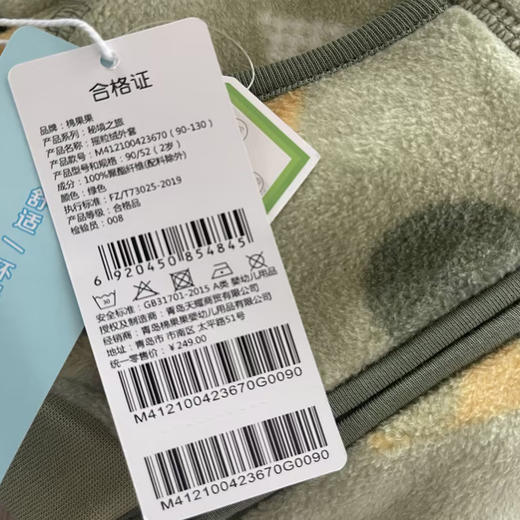 合格证
品牌：棉果果
产品系列：秘境之旅
产品名称：摇粒绒外套
产品款号：M412100423670（90-130）
产品型号和规格：90/52（2岁）
成分：100%聚酯纤维(配料除外)
颜色：绿色
执行标准：FZ/T73025-2019
产品等级：合格品
检验员：008
6 920450 854845
30
安全标准：GB31701-2015 A类 婴幼儿用品
授权及制造商：青岛天耀商贸有限公司
经销商：青岛棉果果婴幼儿用品有限公司
地址：青岛市 市南区 太平路51号
统一零售价：¥249.00
M412100423670G0090
M412100423670G0090
舒适一